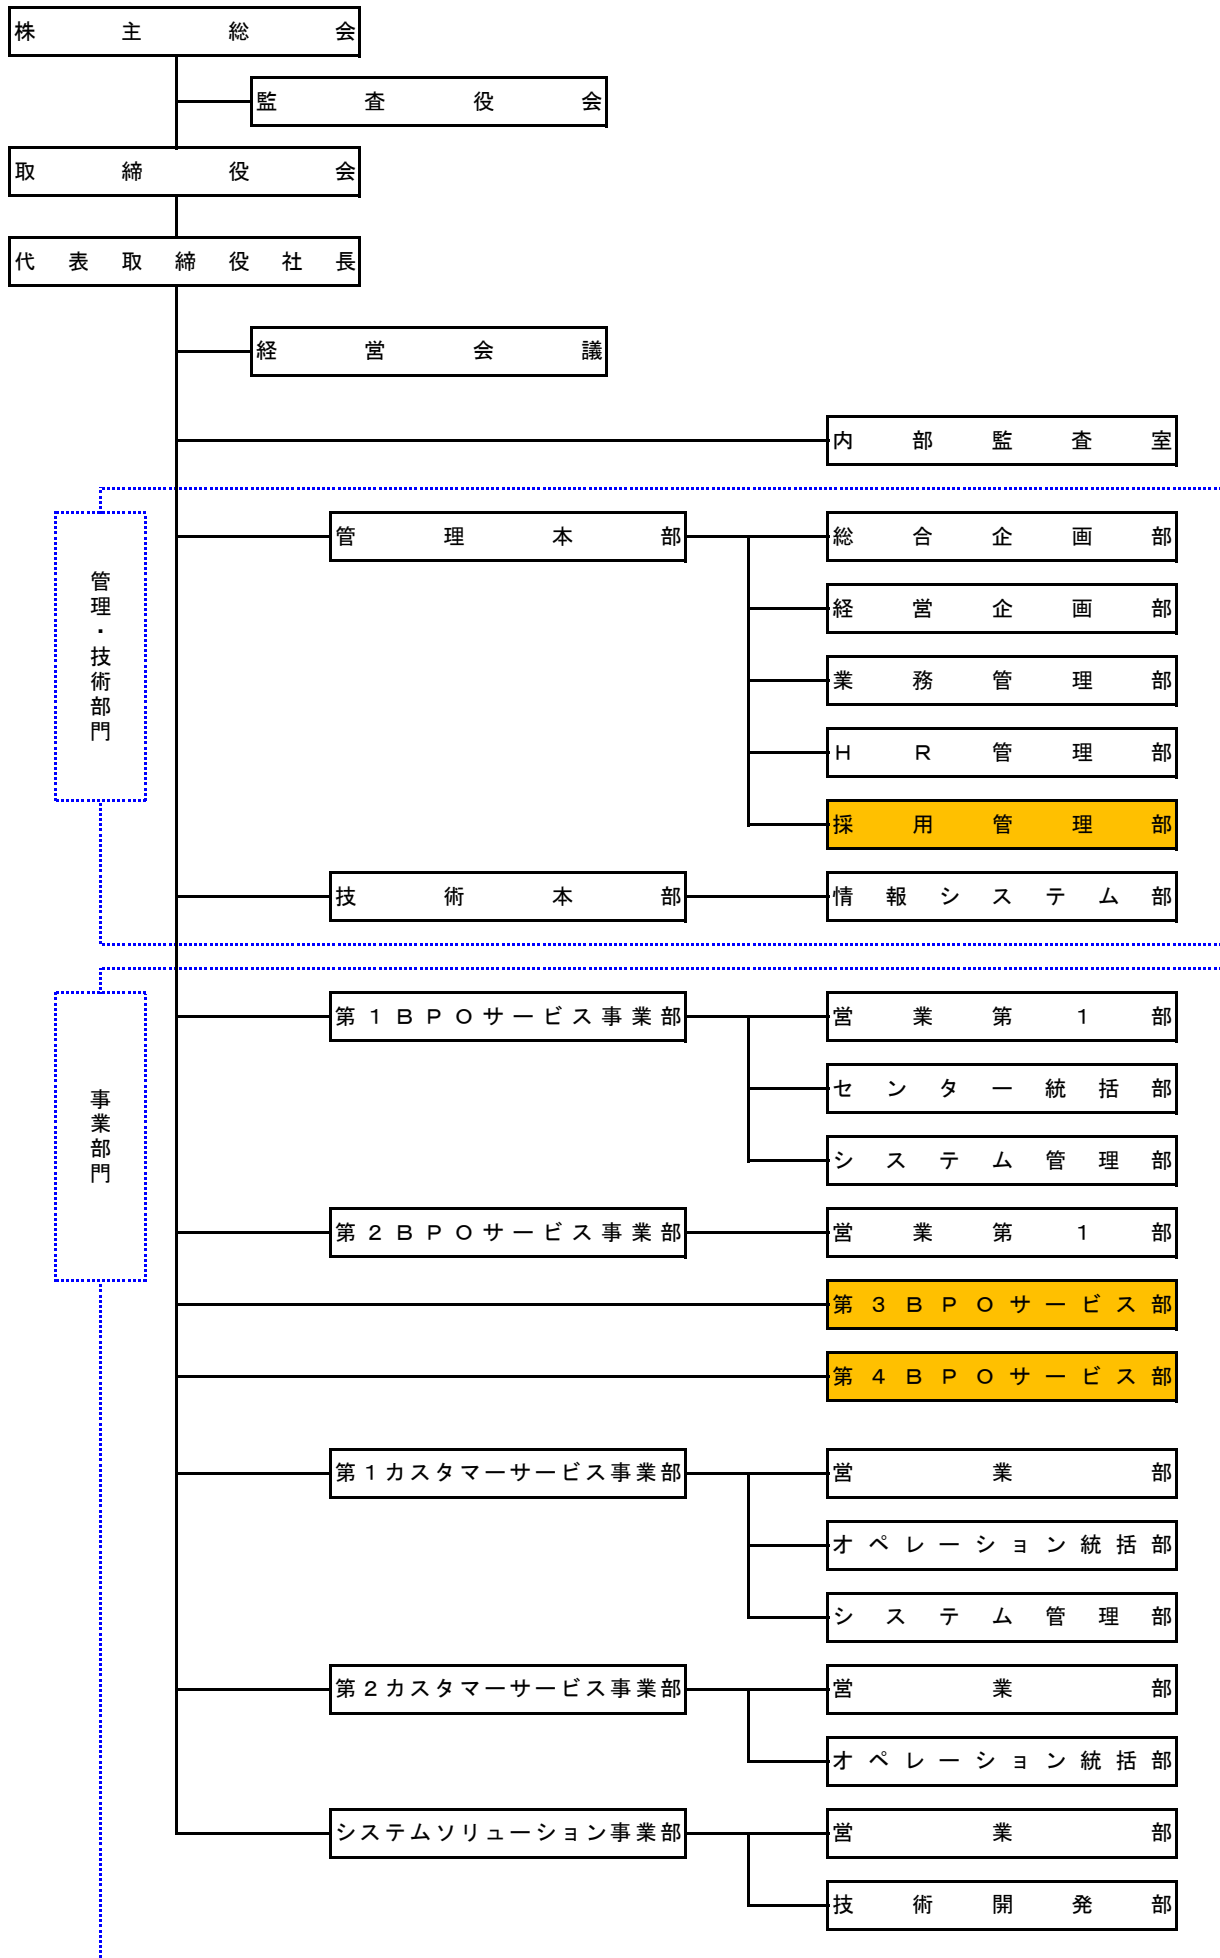 株主総会
監査役会
取締役会
代表取締役社長
経営会議
内部監査室
管理・技術部門
管理本部
総合企画部
経営企画部
業務管理部
ＨＲ管理部
採用管理部
技術本部
情報システム部
事業部門
第１ＢＰＯサービス事業部
営業第１部
センター統括部
システム管理部
第２ＢＰＯサービス事業部
営業第１部
第３ＢＰＯサービス部
第４ＢＰＯサービス部
第１カスタマーサービス事業部
営業部
オペレーション統括部
システム管理部
第２カスタマーサービス事業部
営業部
オペレーション統括部
システムソリューション事業部
営業部
技術開発部